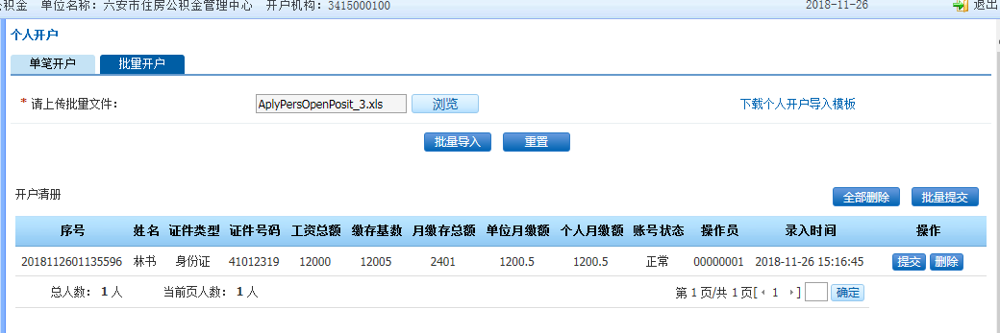 公积金 单位名称: 六安市住房公积金管理中心 开户机构: 3415000100 2018-11-26 退出
个人开户
单笔开户 批量开户
* 请上传批量文件: AplyPersOpenPosit_3.xls 浏览 下载个人开户导入模板
批量导入 重置
开户清册 全部删除 批量提交
序号 姓名 证件类型 证件号码 工资总额 缴存基数 月缴存总额 单位月缴额 个人月缴额 账号状态 操作员 录入时间 操作
2018112601135596 林书 身份证 41012319 12000 12005 2401 1200.5 1200.5 正常 00000001 2018-11-26 15:16:45 提交 删除
总人数: 1 人 当前页人数: 1 人 第 1 页/共 1 页[ 1 ] 确定